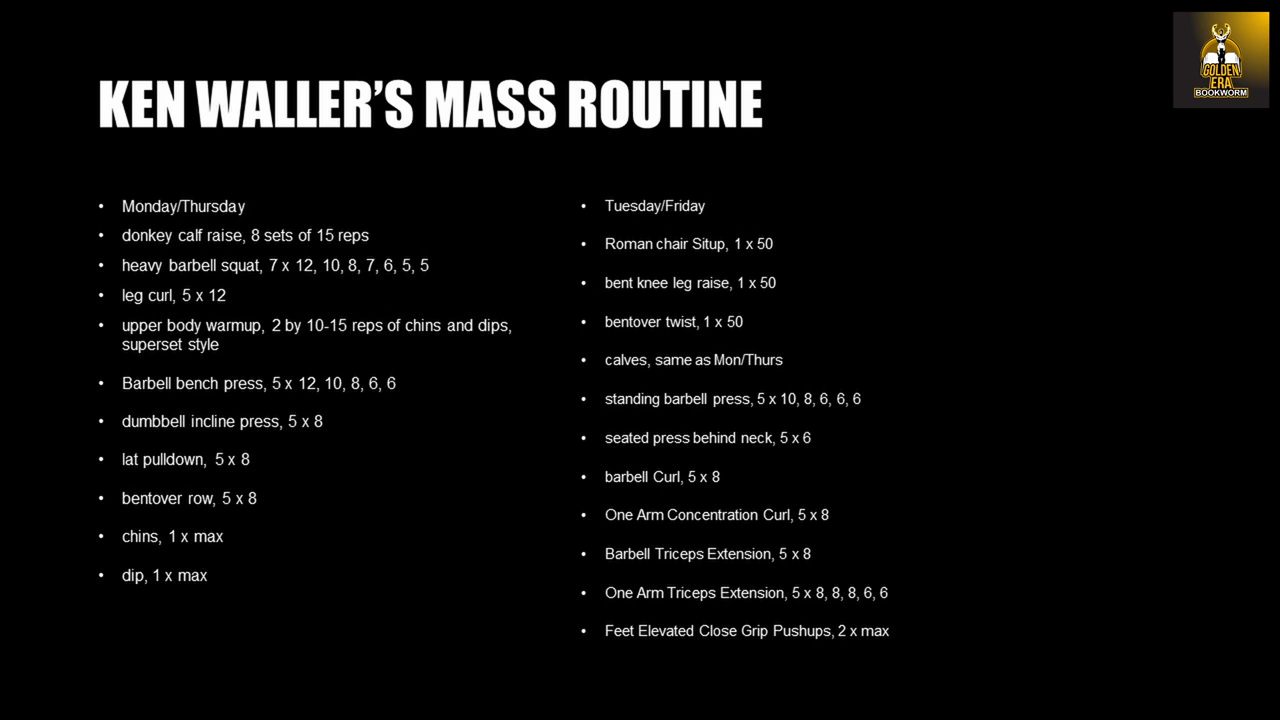 GOLDEN
ERA
BOOKWORM
KEN WALLER'S MASS ROUTINE
• Monday/Thursday
• donkey calf raise, 8 sets of 15 reps
• heavy barbell squat, 7 x 12, 10, 8, 7, 6, 5, 5
• leg curl, 5 x 12
• upper body warmup, 2 by 10-15 reps of chins and dips,
superset style
• Barbell bench press, 5 x 12, 10, 8, 6, 6
• dumbbell incline press, 5 x 8
• lat pulldown, 5 x 8
• bentover row, 5 x 8
• chins, 1 x max
• dip, 1 x max
• Tuesday/Friday
• Roman chair Situp, 1 x 50
• bent knee leg raise, 1 x 50
• bentover twist, 1 x 50
• calves, same as Mon/Thurs
• standing barbell press, 5 x 10, 8, 6, 6, 6
• seated press behind neck, 5 x 6
• barbell Curl, 5 x 8
• One Arm Concentration Curl, 5 x 8
• Barbell Triceps Extension, 5 x 8
• One Arm Triceps Extension, 5 x 8, 8, 8, 6, 6
• Feet Elevated Close Grip Pushups, 2 x max